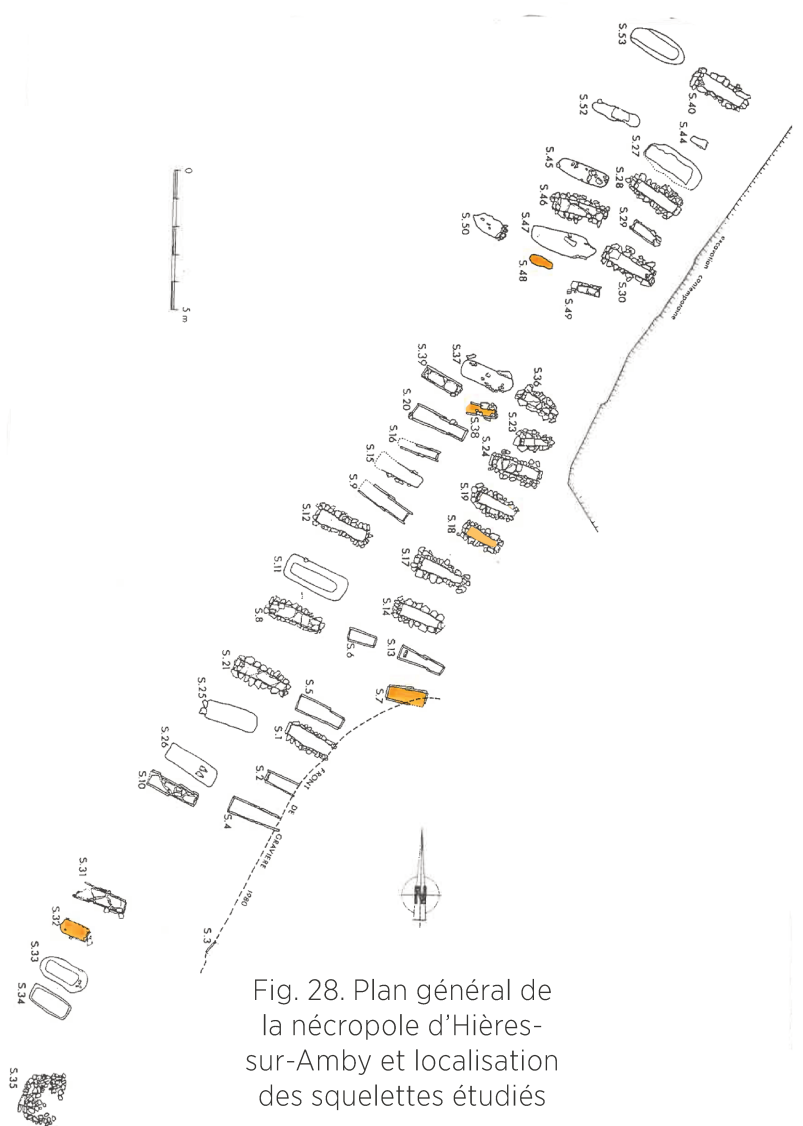 S.53
S.40
S.52
S.44
S.27
S.45
S.28
S.46
S.29
S.50
S.47
S.48
S.30
S.49
excavation contemporaine
0
5 m
S.39
S.37
S.36
S.20
S.38
S.23
S.16
S.24
S.15
S.9
S.19
S.12
S.18
S.17
S.11
S.14
S.8
S.6
S.13
S.21
S.5
S.7
S.25
S.1
S.26
S.2
S.10
S.4
FRONT DE GRAVIERE 1980
N
S.31
S.3
S.32
S.33
S.34
S.35
Fig. 28. Plan général de
la nécropole d'Hières-
sur-Amby et localisation
des squelettes étudiés